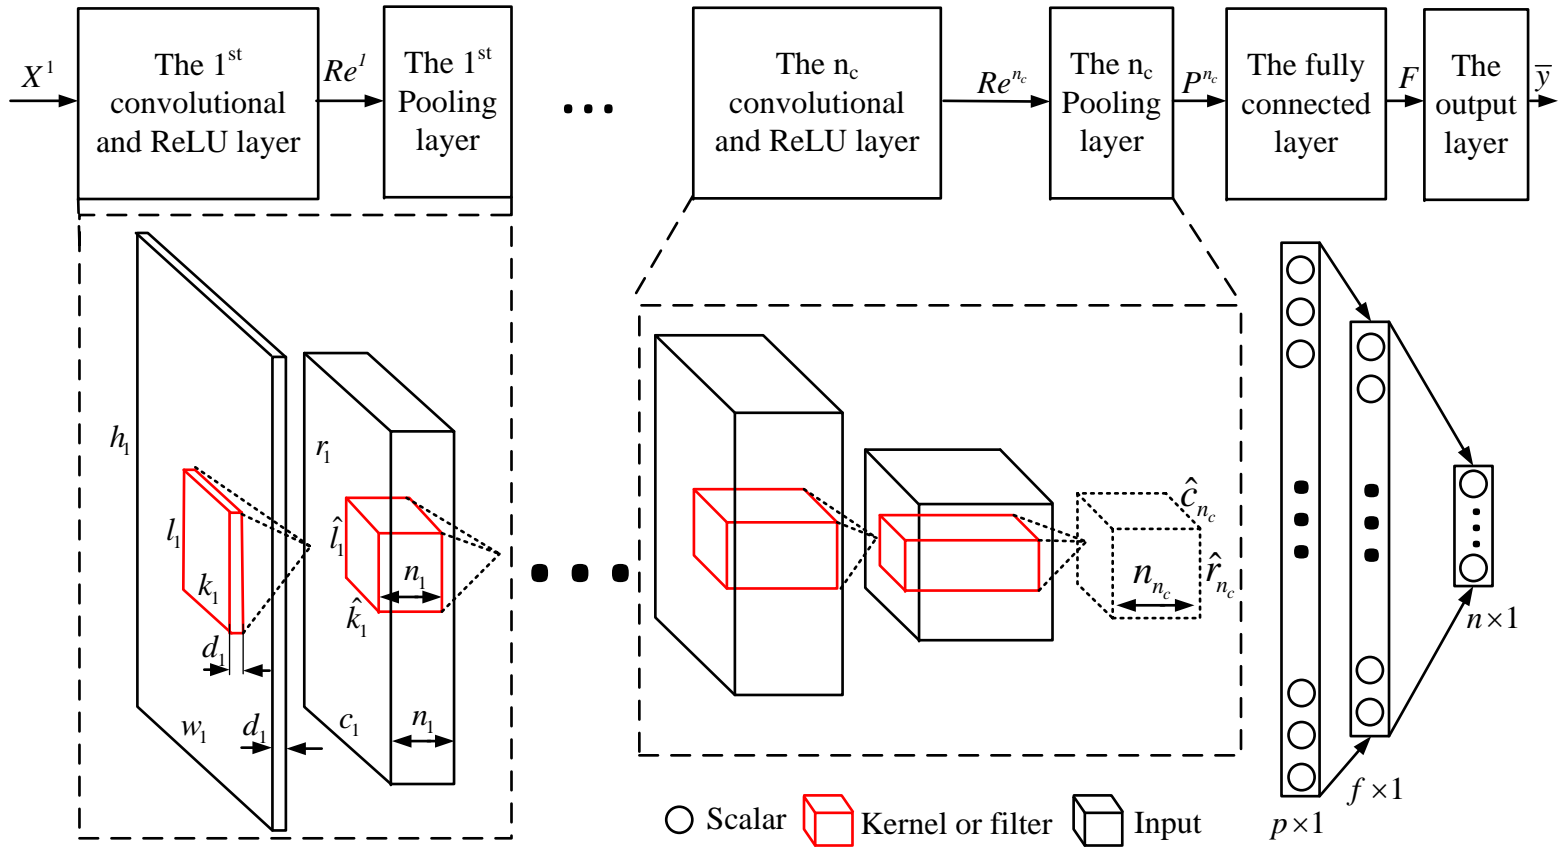 X¹
The 1ˢᵗ
convolutional
and ReLU layer
Re¹
The 1ˢᵗ
Pooling
layer
The n_c
convolutional
and ReLU layer
Re^{n_c}
The n_c
Pooling
layer
P^{n_c}
The fully
connected
layer
F
The
output
layer
y̅
h₁
l₁
k₁
d₁
w₁
d₁
r₁
l̂₁
n₁
k̂₁
c₁
n₁
ĉ_{n_c}
n_{n_c}
r̂_{n_c}
n×1
f×1
p×1
Scalar
Kernel or filter
Input